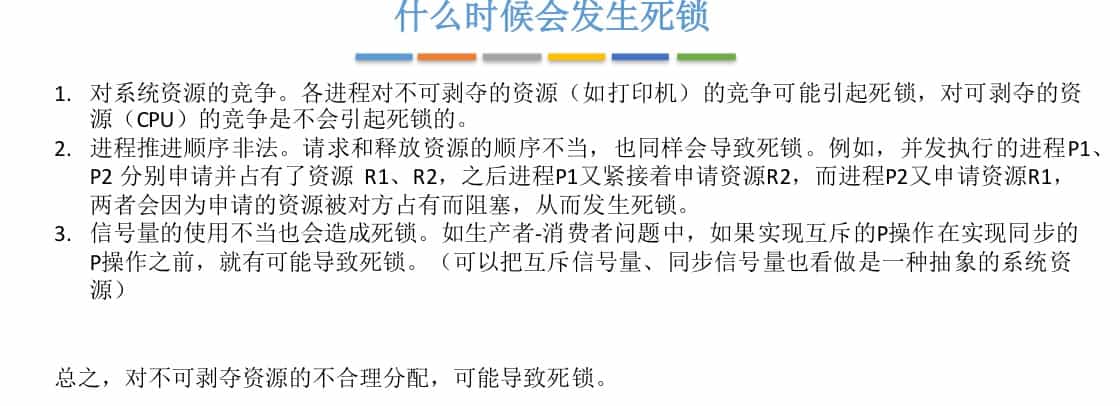 什么时候会发生死锁
1. 对系统资源的竞争。各进程对不可剥夺的资源（如打印机）的竞争可能引起死锁，对可剥夺的资
源（CPU）的竞争是不会引起死锁的。
2. 进程推进顺序非法。请求和释放资源的顺序不当，也同样会导致死锁。例如，并发执行的进程P1、
P2 分别申请并占有了资源 R1、R2，之后进程P1又紧接着申请资源R2，而进程P2又申请资源R1，
两者会因为申请的资源被对方占有而阻塞，从而发生死锁。
3. 信号量的使用不当也会造成死锁。如生产者-消费者问题中，如果实现互斥的P操作在实现同步的
P操作之前，就有可能导致死锁。（可以把互斥信号量、同步信号量也看做是一种抽象的系统资
源）
总之，对不可剥夺资源的不合理分配，可能导致死锁。